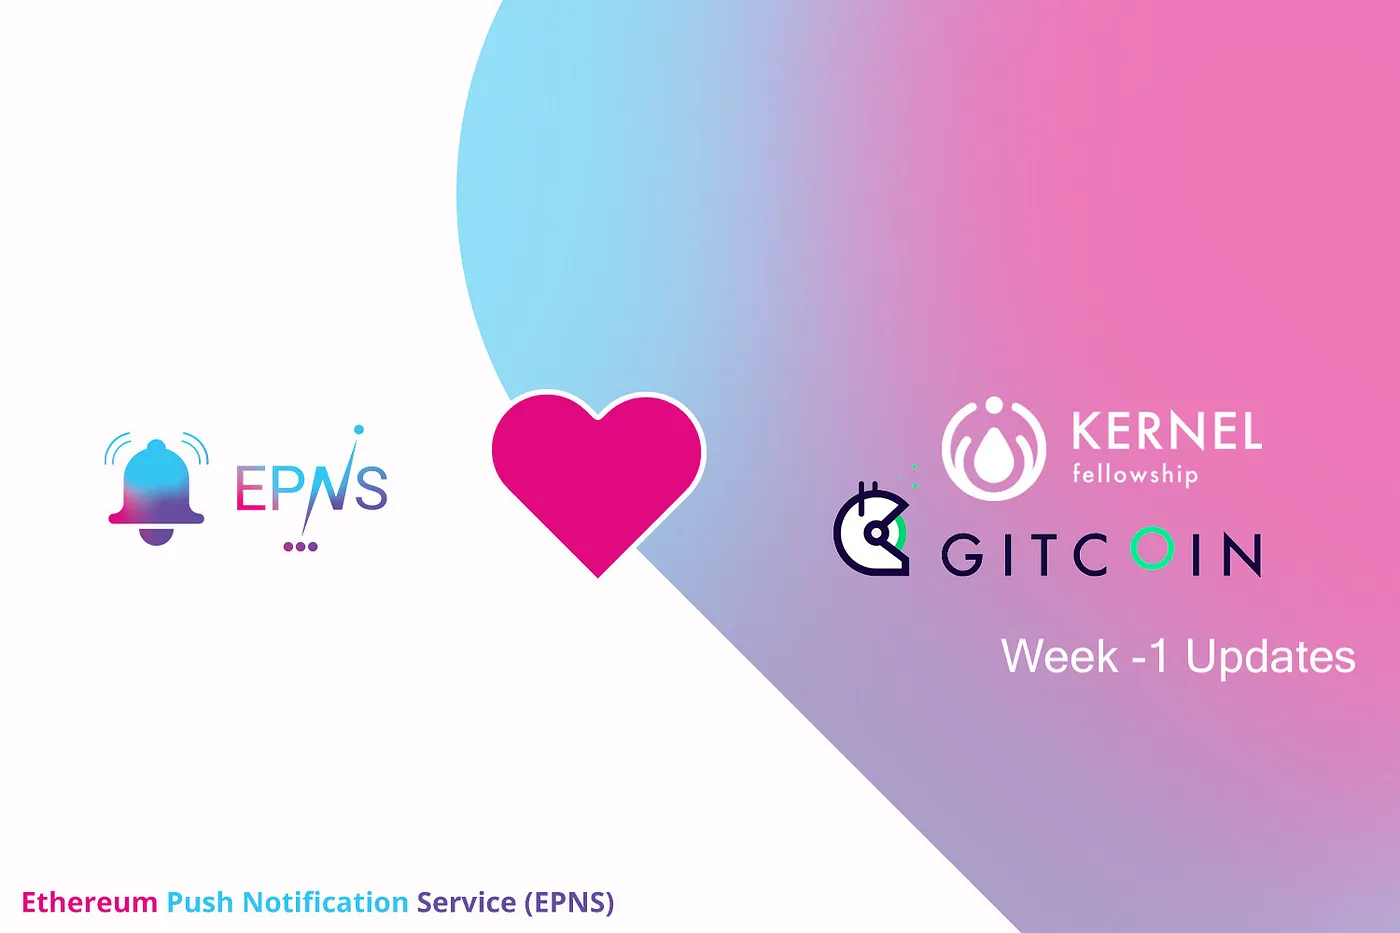 EPNS
KERNEL
fellowship
GITCOIN
Week -1 Updates
Ethereum Push Notification Service (EPNS)